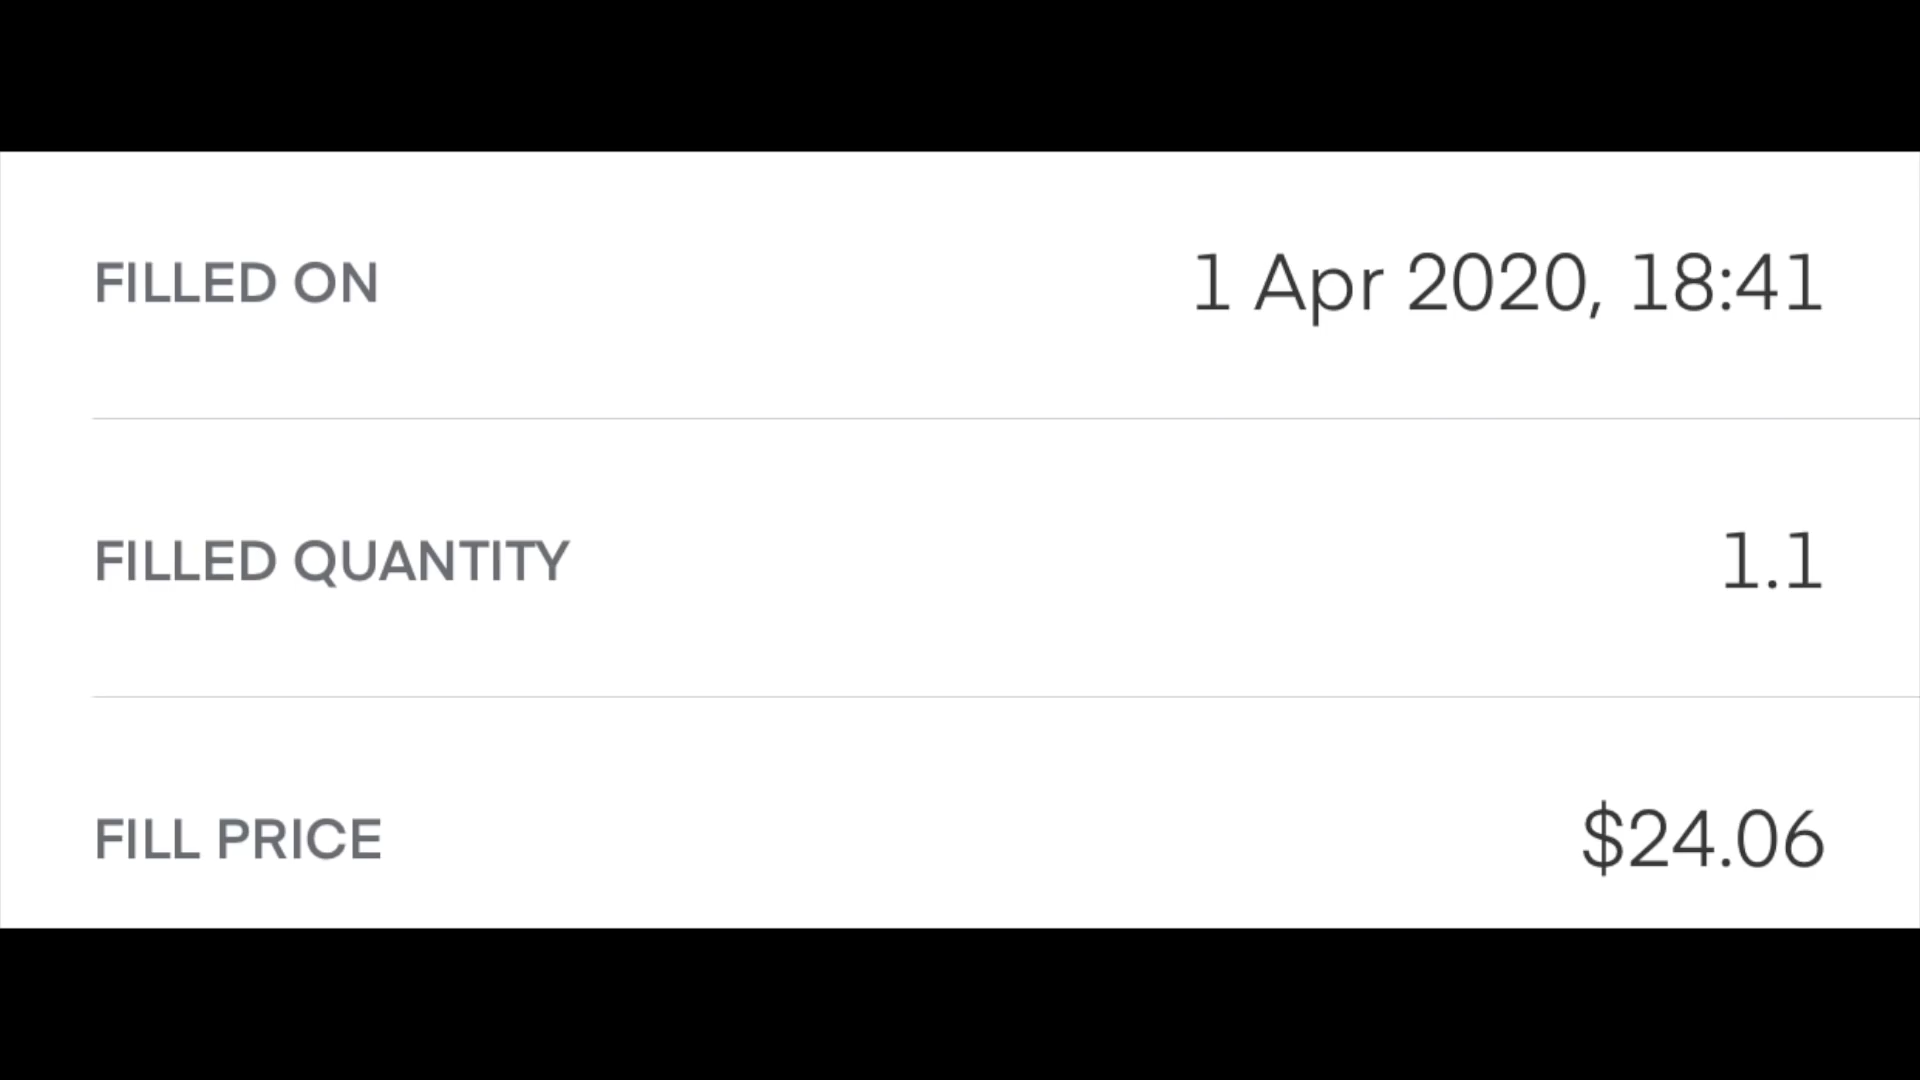 FILLED ON 1 Apr 2020, 18:41
FILLED QUANTITY 1.1
FILL PRICE $24.06